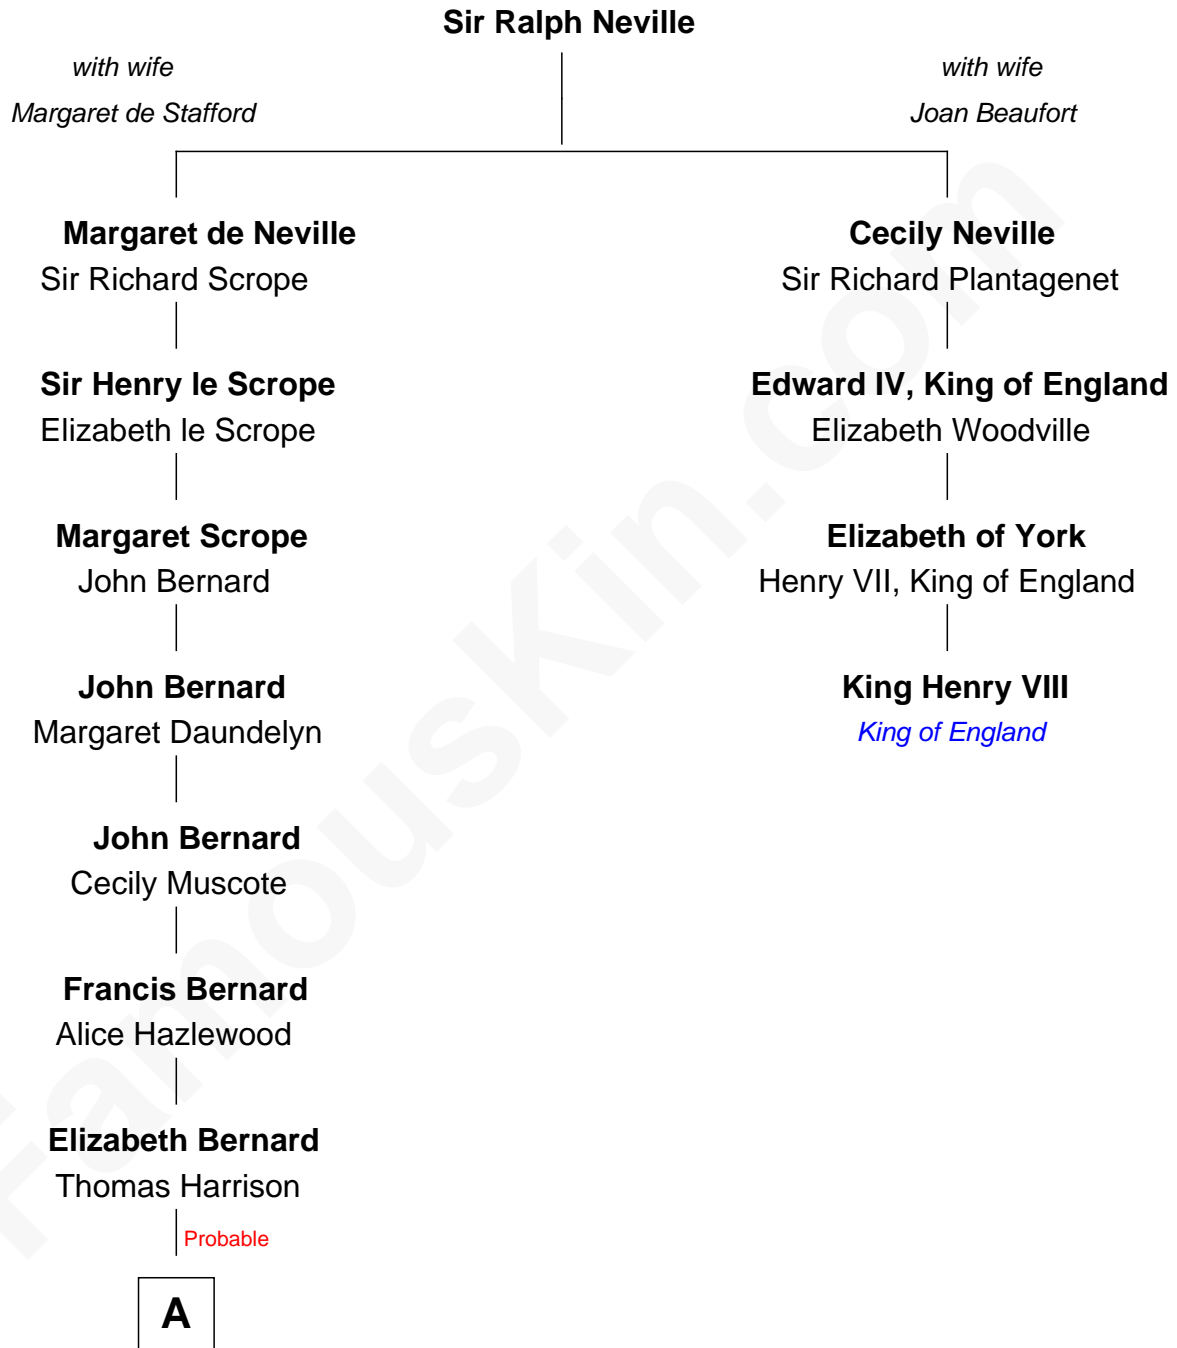 Sir Ralph Neville
with wife
Margaret de Stafford
with wife
Joan Beaufort
Margaret de Neville
Sir Richard Scrope
Cecily Neville
Sir Richard Plantagenet
Sir Henry le Scrope
Elizabeth le Scrope
Edward IV, King of England
Elizabeth Woodville
Margaret Scrope
John Bernard
Elizabeth of York
Henry VII, King of England
John Bernard
Margaret Daundelyn
King Henry VIII
King of England
John Bernard
Cecily Muscote
Francis Bernard
Alice Hazlewood
Elizabeth Bernard
Thomas Harrison
Probable
A
FamousKin.com